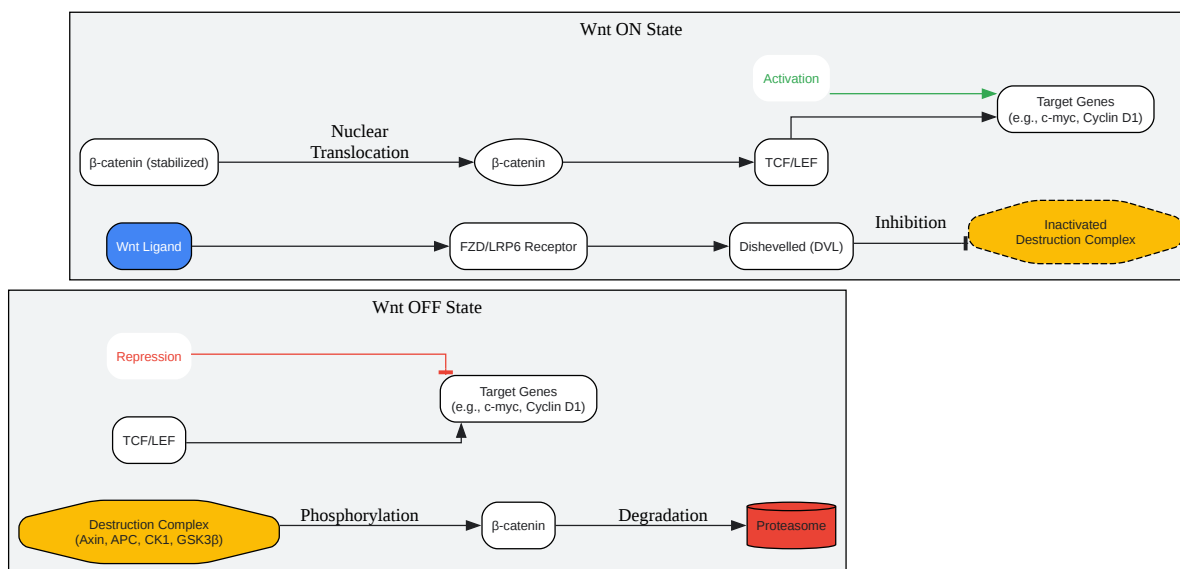 Wnt ON State
Activation
Target Genes
(e.g., c-myc, Cyclin D1)
Nuclear
Translocation
β-catenin (stabilized)
β-catenin
TCF/LEF
Wnt Ligand
FZD/LRP6 Receptor
Dishevelled (DVL)
Inhibition
Inactivated
Destruction Complex
Wnt OFF State
Repression
Target Genes
(e.g., c-myc, Cyclin D1)
TCF/LEF
Destruction Complex
(Axin, APC, CK1, GSK3β)
Phosphorylation
β-catenin
Degradation
Proteasome